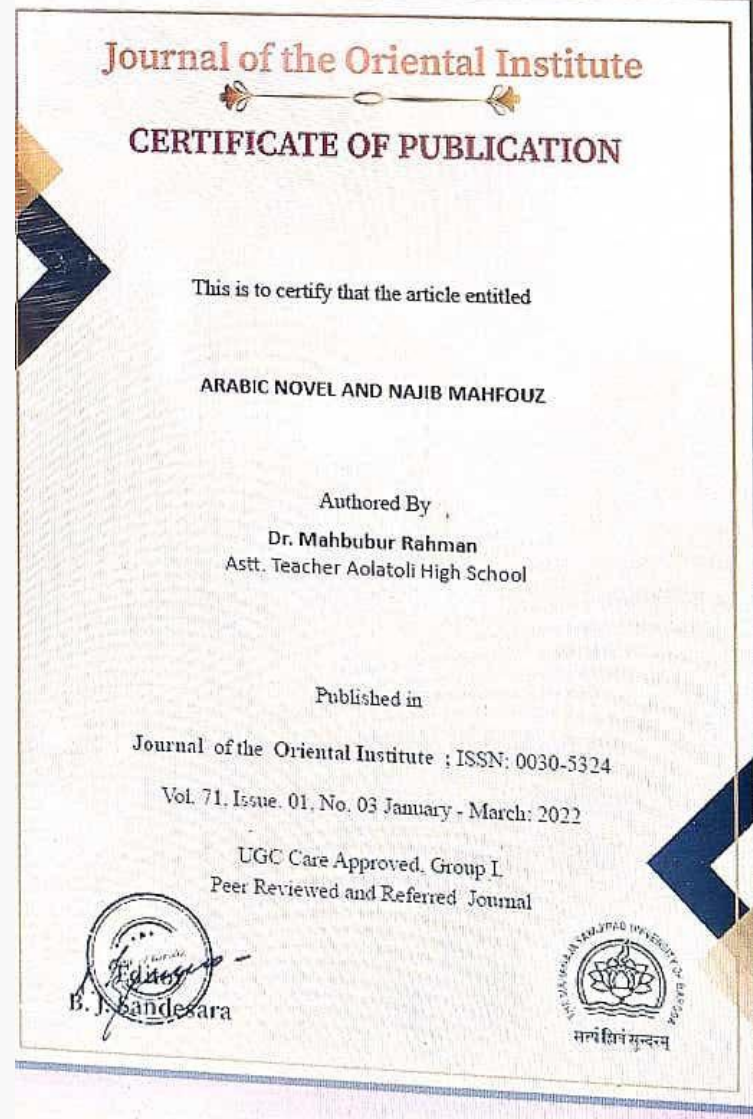 Journal of the Oriental Institute
CERTIFICATE OF PUBLICATION
This is to certify that the article entitled
ARABIC NOVEL AND NAJIB MAHFOUZ
Authored By
Dr. Mahbubur Rahman
Astt. Teacher Aolatoli High School
Published in
Journal of the Oriental Institute ; ISSN: 0030-5324
Vol. 71, Issue. 01, No. 03 January - March: 2022
UGC Care Approved, Group I,
Peer Reviewed and Referred Journal
Editor
B. J. Sandesara
UNIVERSITY OF BARODA
सत्यं शिवं सुन्दरम्